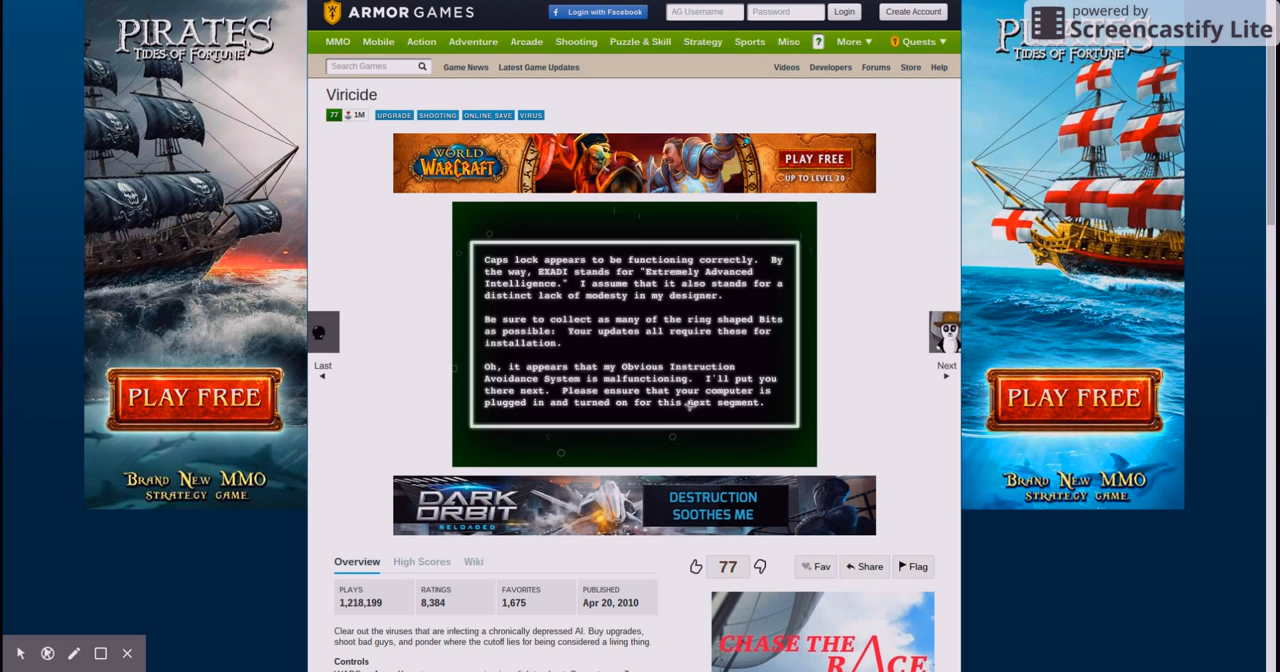 powered by
Screencastify Lite
PIRATES
TIDES OF FORTUNE
ARMOR GAMES
Login with Facebook
AG Username
Password
Login
Create Account
MMO Mobile Action Adventure Arcade Shooting Puzzle & Skill Strategy Sports Misc ? More Quests
Search Games
Game News Latest Game Updates
Videos Developers Forums Store Help
Viricide
77 1M UPGRADE SHOOTING ONLINE SAVE VIRUS
WORLD
WARCRAFT
PLAY FREE
UP TO LEVEL 20
Caps lock appears to be functioning correctly. By
the way, EXADI stands for "Extremely Advanced
Intelligence." I assume that it also stands for a
distinct lack of modesty in my designer.
Be sure to collect as many of the ring shaped Bits
as possible: Your updates all require these for
installation.
Oh, it appears that my Obvious Instruction
Avoidance System is malfunctioning. I'll put you
there next. Please ensure that your computer is
plugged in and turned on for this next segment.
Last
Next
PLAY FREE
PLAY FREE
BRAND NEW MMO
STRATEGY GAME
BRAND NEW MMO
STRATEGY GAME
DARK
ORBIT
RELOADED
DESTRUCTION
SOOTHES ME
Overview High Scores Wiki
77
Fav Share Flag
PLAYS RATINGS FAVORITES PUBLISHED
1,218,199 8,384 1,675 Apr 20, 2010
Clear out the viruses that are infecting a chronically depressed AI. Buy upgrades,
shoot bad guys, and ponder where the cutoff lies for being considered a living thing.
Controls
CHASE THE
RACE